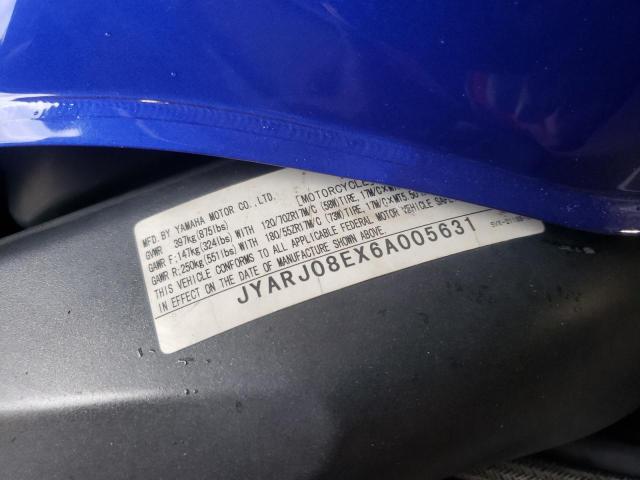 [MOTORCYCLE
MFD. BY YAMAHA MOTOR CO., LTD.
GVWR 397kg(875lbs)
GAWR F:147kg(324lbs) WITH 120/70ZR17M/C (58W)TIRE, 17M/C×MT
GAWR R:250kg(551lbs) WITH 180/55ZR17M/C (73W)TIRE, 17M/C×MT5.50
THIS VEHICLE CONFORMS TO ALL APPLICABLE FEDERAL MOTOR VEHICLE
IN EFFECT ON THE DATE OF MANUFACTURE SHOWN ABOVE.
JYARJ08EX6A005631